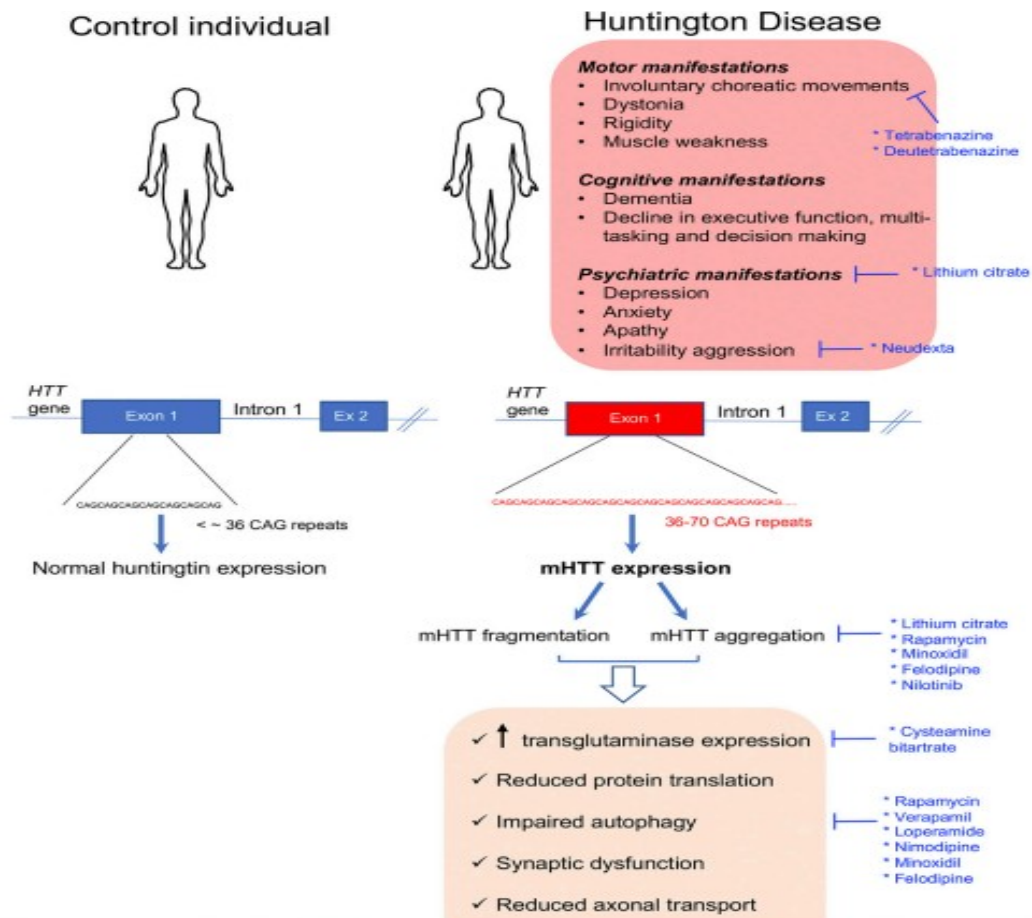 Control individual
Huntington Disease
Motor manifestations
• Involuntary choreatic movements
• Dystonia
• Rigidity
• Muscle weakness
* Tetrabenazine
* Deutetrabenazine
Cognitive manifestations
• Dementia
• Decline in executive function, multi-
tasking and decision making
Psychiatric manifestations
* Lithium citrate
• Depression
• Anxiety
• Apathy
• Irritability aggression
* Neudexta
HTT
gene
Exon 1
Intron 1
Ex 2
CAGCAGCAGCAGCAGCAGCAG
< ~ 36 CAG repeats
Normal huntingtin expression
HTT
gene
Exon 1
Intron 1
Ex 2
36-70 CAG repeats
mHTT expression
mHTT fragmentation
mHTT aggregation
* Lithium citrate
* Rapamycin
* Minoxidil
* Felodipine
* Nilotinib
✓ ↑ transglutaminase expression
* Cysteamine
bitartrate
✓ Reduced protein translation
✓ Impaired autophagy
* Rapamycin
* Verapamil
* Loperamide
* Nimodipine
* Minoxidil
* Felodipine
✓ Synaptic dysfunction
✓ Reduced axonal transport